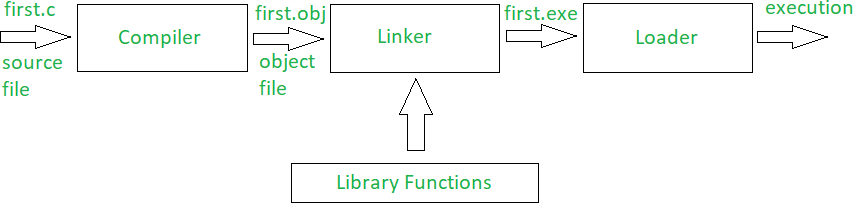 first.c
source
file
Compiler
first.obj
object
file
Linker
first.exe
Loader
execution
Library Functions